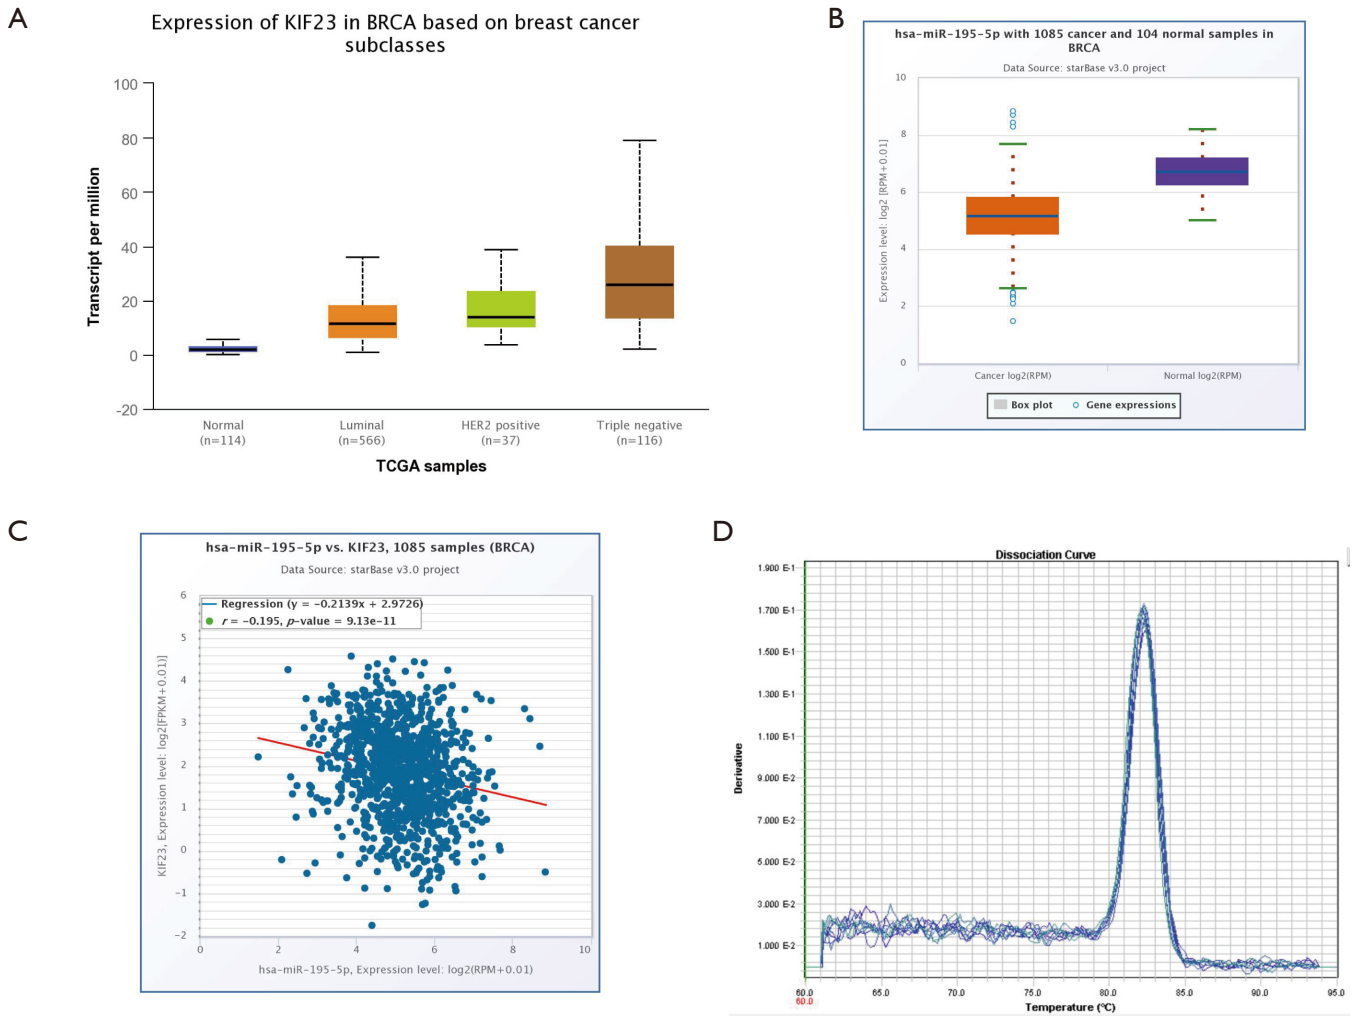 A
Expression of KIF23 in BRCA based on breast cancer
subclasses
Transcript per million
100
80
60
40
20
0
-20
Normal
(n=114)
Luminal
(n=566)
HER2 positive
(n=37)
Triple negative
(n=116)
TCGA samples
B
hsa-miR-195-5p with 1085 cancer and 104 normal samples in
BRCA
Data Source: starBase v3.0 project
Expression level: log2 [RPM+0.01]
10
8
6
4
2
0
Cancer log2(RPM)
Normal log2(RPM)
Box plot
Gene expressions
C
hsa-miR-195-5p vs. KIF23, 1085 samples (BRCA)
Data Source: starBase v3.0 project
Regression (y = -0.2139x + 2.9726)
r = -0.195, p-value = 9.13e-11
KIF23, Expression level: log2[FPKM+0.01)]
6
5
4
3
2
1
0
-1
-2
0
2
4
6
8
10
hsa-miR-195-5p, Expression level: log2(RPM+0.01)
D
Dissociation Curve
Derivative
1.900 E-1
1.700 E-1
1.500 E-1
1.300 E-1
1.100 E-1
9.000 E-2
7.000 E-2
5.000 E-2
3.000 E-2
1.000 E-2
60.0
65.0
70.0
75.0
80.0
85.0
90.0
95.0
60.0
Temperature (°C)